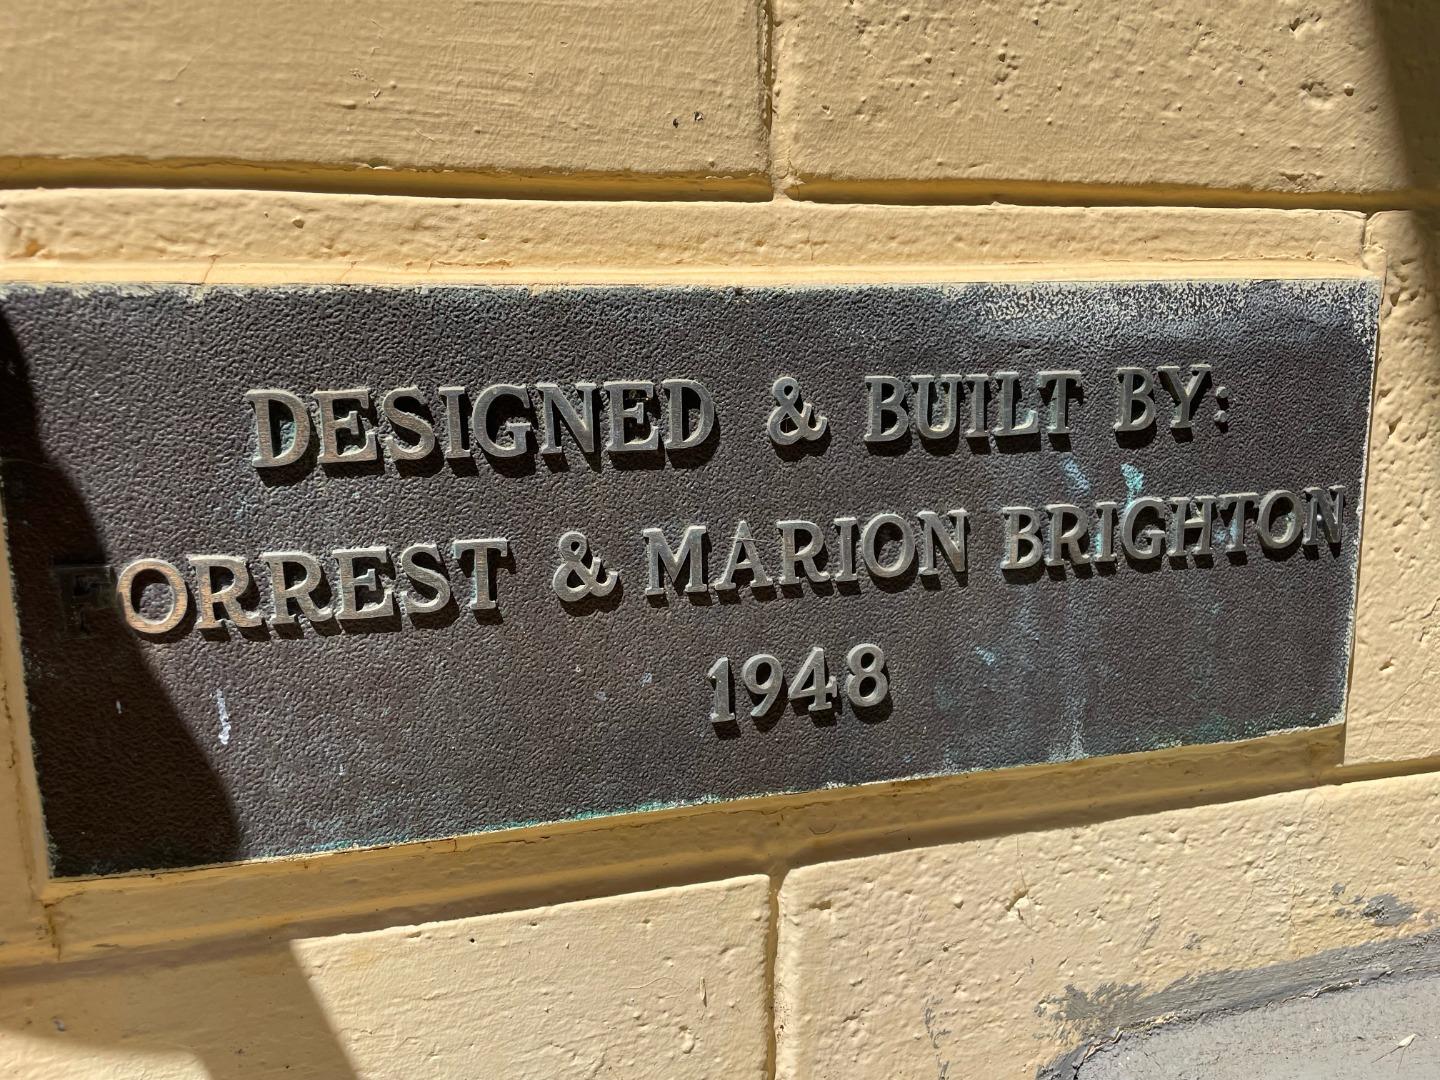 DESIGNED & BUILT BY:
FORREST & MARION BRIGHTON
1948